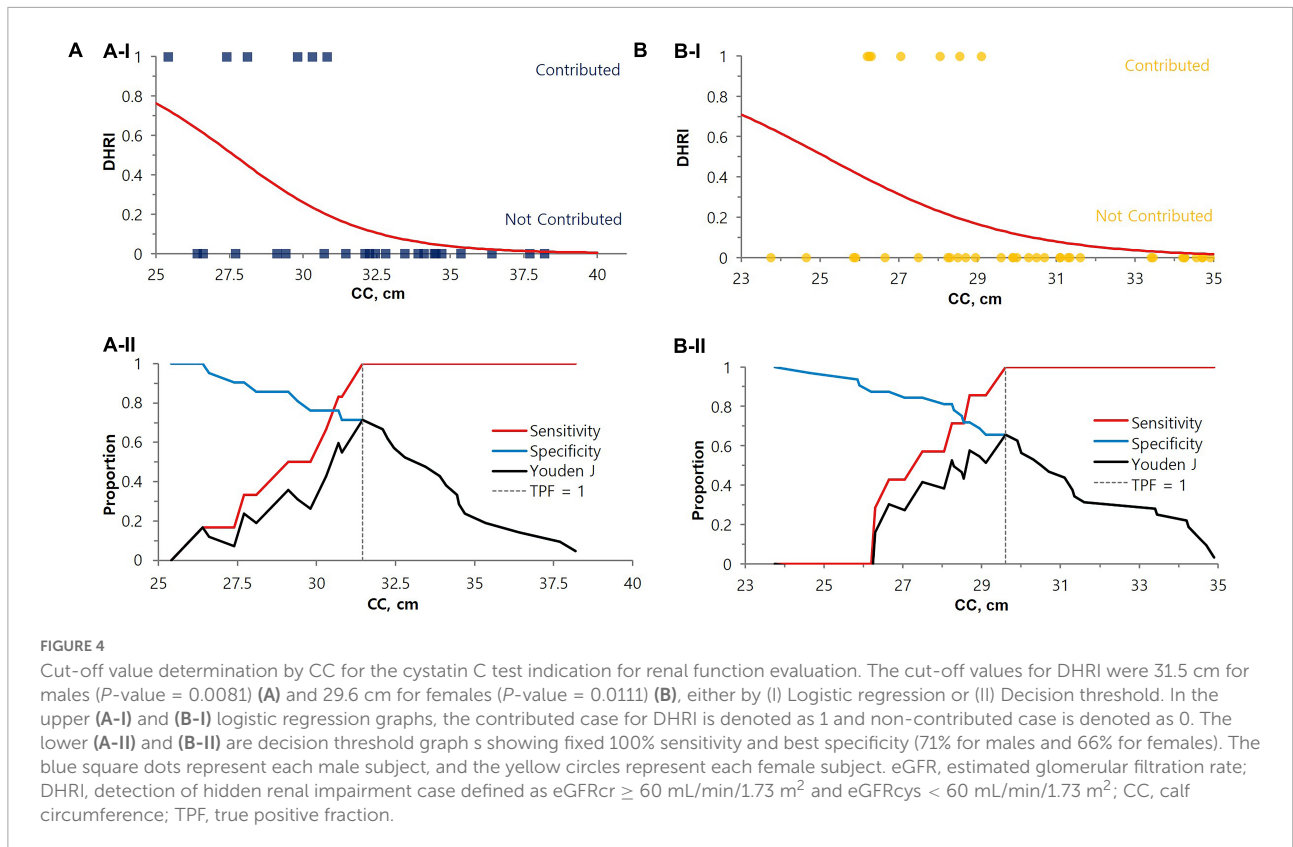 A A-I
1
0.8
0.6
0.4
0.2
0
DHRI
Contributed
Not Contributed
25 27.5 30 32.5 35 37.5 40
CC, cm
B B-I
1
0.8
0.6
0.4
0.2
0
DHRI
Contributed
Not Contributed
23 25 27 29 31 33 35
CC, cm
A-II
1
0.8
0.6
0.4
0.2
0
Proportion
Sensitivity
Specificity
Youden J
TPF = 1
25 27.5 30 32.5 35 37.5 40
CC, cm
B-II
1
0.8
0.6
0.4
0.2
0
Proportion
Sensitivity
Specificity
Youden J
TPF = 1
23 25 27 29 31 33 35
CC, cm
FIGURE 4
Cut-off value determination by CC for the cystatin C test indication for renal function evaluation. The cut-off values for DHRI were 31.5 cm for
males (P-value = 0.0081) (A) and 29.6 cm for females (P-value = 0.0111) (B), either by (I) Logistic regression or (II) Decision threshold. In the
upper (A-I) and (B-I) logistic regression graphs, the contributed case for DHRI is denoted as 1 and non-contributed case is denoted as 0. The
lower (A-II) and (B-II) are decision threshold graph s showing fixed 100% sensitivity and best specificity (71% for males and 66% for females). The
blue square dots represent each male subject, and the yellow circles represent each female subject. eGFR, estimated glomerular filtration rate;
DHRI, detection of hidden renal impairment case defined as eGFRcr ≥ 60 mL/min/1.73 m² and eGFRcys < 60 mL/min/1.73 m²; CC, calf
circumference; TPF, true positive fraction.